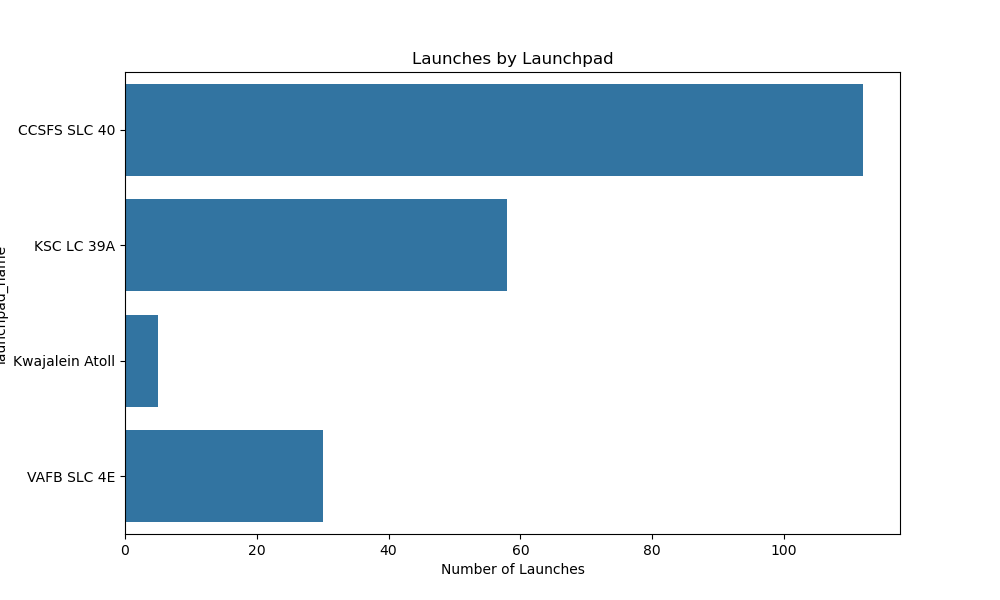 Launches by Launchpad
CCSFS SLC 40
KSC LC 39A
Kwajalein Atoll
VAFB SLC 4E
launchpad_name
0 20 40 60 80 100
Number of Launches